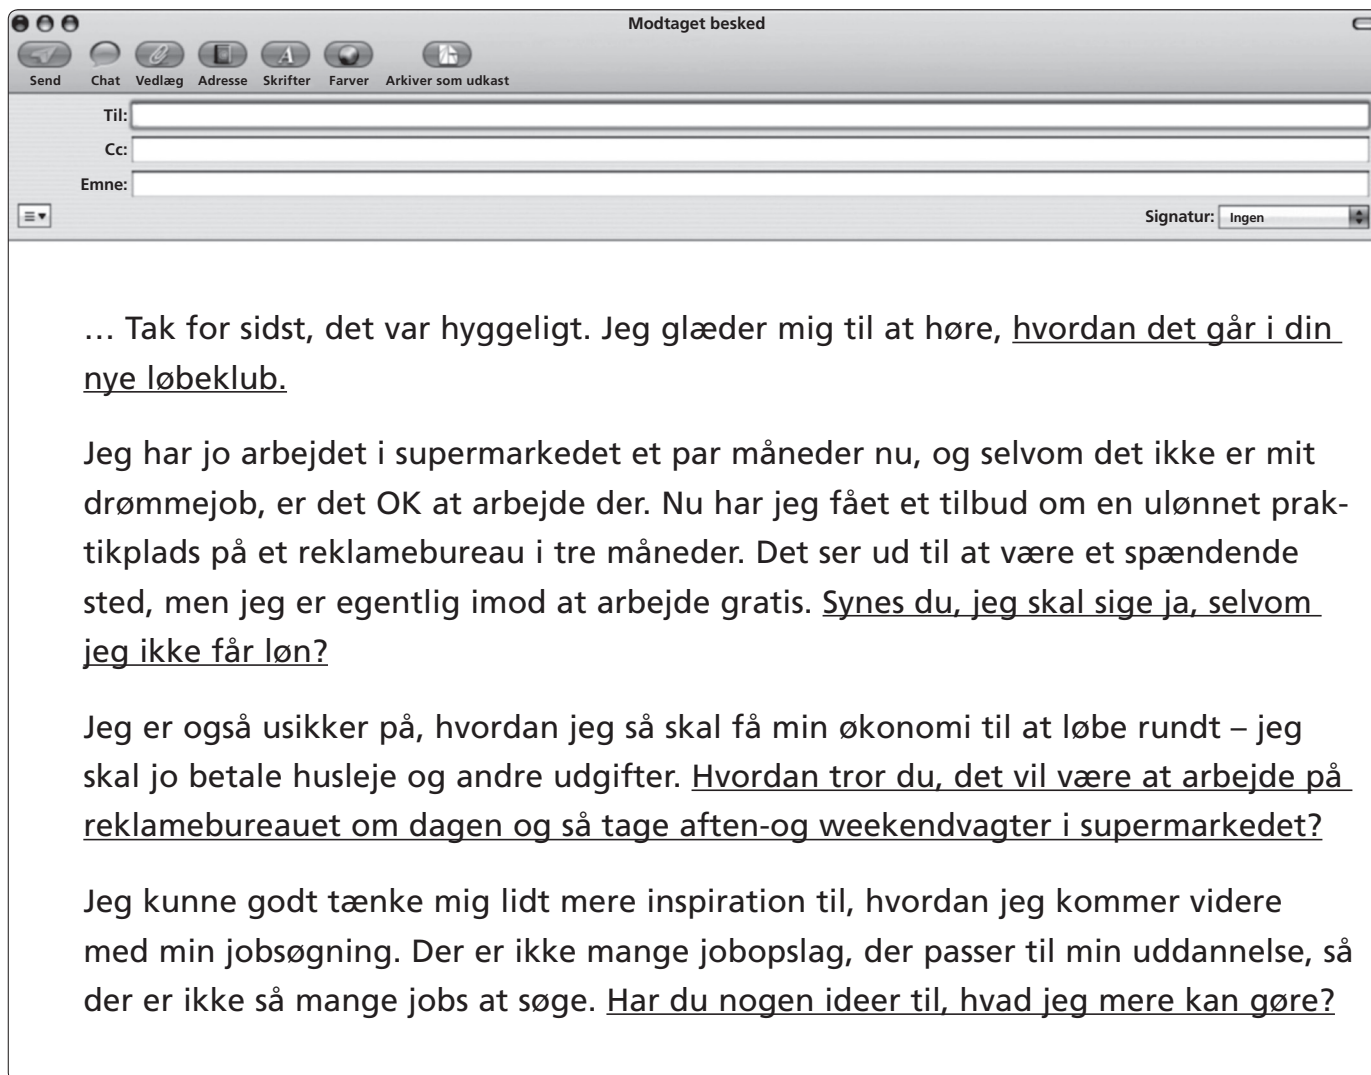 Modtaget besked
Send Chat Vedlæg Adresse Skrifter Farver Arkiver som udkast
Til:
Cc:
Emne:
Signatur: Ingen
… Tak for sidst, det var hyggeligt. Jeg glæder mig til at høre, hvordan det går i din
nye løbeklub.
Jeg har jo arbejdet i supermarkedet et par måneder nu, og selvom det ikke er mit
drømmejob, er det OK at arbejde der. Nu har jeg fået et tilbud om en ulønnet prak-
tikplads på et reklamebureau i tre måneder. Det ser ud til at være et spændende
sted, men jeg er egentlig imod at arbejde gratis. Synes du, jeg skal sige ja, selvom
jeg ikke får løn?
Jeg er også usikker på, hvordan jeg så skal få min økonomi til at løbe rundt – jeg
skal jo betale husleje og andre udgifter. Hvordan tror du, det vil være at arbejde på
reklamebureauet om dagen og så tage aften-og weekendvagter i supermarkedet?
Jeg kunne godt tænke mig lidt mere inspiration til, hvordan jeg kommer videre
med min jobsøgning. Der er ikke mange jobopslag, der passer til min uddannelse, så
der er ikke så mange jobs at søge. Har du nogen ideer til, hvad jeg mere kan gøre?